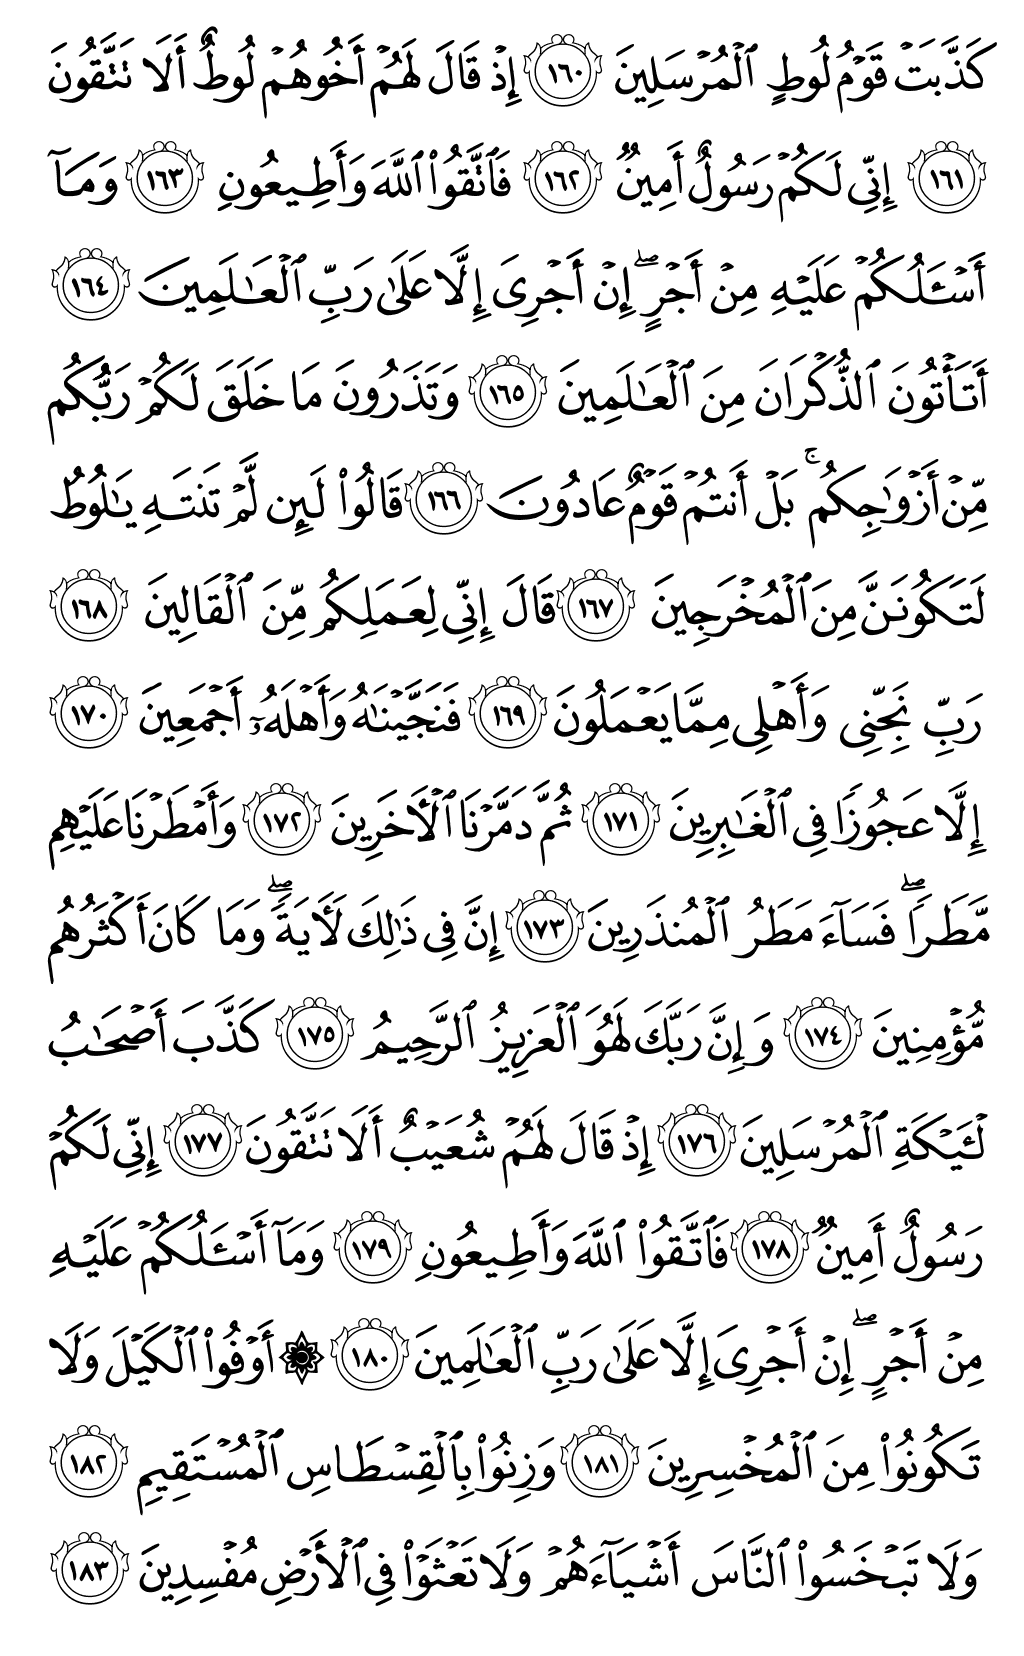 كَذَّبَتۡ قَوۡمُ لُوطٍ ٱلۡمُرۡسَلِينَ ١٦٠ إِذۡ قَالَ لَهُمۡ أَخُوهُمۡ لُوطٌ أَلَا تَتَّقُونَ
١٦١ إِنِّي لَكُمۡ رَسُولٌ أَمِينٞ ١٦٢ فَٱتَّقُواْ ٱللَّهَ وَأَطِيعُونِ ١٦٣ وَمَآ
أَسۡـَٔلُكُمۡ عَلَيۡهِ مِنۡ أَجۡرٍۖ إِنۡ أَجۡرِيَ إِلَّا عَلَىٰ رَبِّ ٱلۡعَٰلَمِينَ ١٦٤
أَتَأۡتُونَ ٱلذُّكۡرَانَ مِنَ ٱلۡعَٰلَمِينَ ١٦٥ وَتَذَرُونَ مَا خَلَقَ لَكُمۡ رَبُّكُم
مِّنۡ أَزۡوَٰجِكُمۚ بَلۡ أَنتُمۡ قَوۡمٌ عَادُونَ ١٦٦ قَالُواْ لَئِن لَّمۡ تَنتَهِ يَٰلُوطُ
لَتَكُونَنَّ مِنَ ٱلۡمُخۡرَجِينَ ١٦٧ قَالَ إِنِّي لِعَمَلِكُم مِّنَ ٱلۡقَالِينَ ١٦٨
رَبِّ نَجِّنِي وَأَهۡلِي مِمَّا يَعۡمَلُونَ ١٦٩ فَنَجَّيۡنَٰهُ وَأَهۡلَهُۥٓ أَجۡمَعِينَ ١٧٠
إِلَّا عَجُوزٗا فِي ٱلۡغَٰبِرِينَ ١٧١ ثُمَّ دَمَّرۡنَا ٱلۡأٓخَرِينَ ١٧٢ وَأَمۡطَرۡنَا عَلَيۡهِم
مَّطَرٗاۖ فَسَآءَ مَطَرُ ٱلۡمُنذَرِينَ ١٧٣ إِنَّ فِي ذَٰلِكَ لَأٓيَةٗۖ وَمَا كَانَ أَكۡثَرُهُم
مُّؤۡمِنِينَ ١٧٤ وَإِنَّ رَبَّكَ لَهُوَ ٱلۡعَزِيزُ ٱلرَّحِيمُ ١٧٥ كَذَّبَ أَصۡحَٰبُ
لۡـَٔيۡكَةِ ٱلۡمُرۡسَلِينَ ١٧٦ إِذۡ قَالَ لَهُمۡ شُعَيۡبٌ أَلَا تَتَّقُونَ ١٧٧ إِنِّي لَكُمۡ
رَسُولٌ أَمِينٞ ١٧٨ فَٱتَّقُواْ ٱللَّهَ وَأَطِيعُونِ ١٧٩ وَمَآ أَسۡـَٔلُكُمۡ عَلَيۡهِ
مِنۡ أَجۡرٍۖ إِنۡ أَجۡرِيَ إِلَّا عَلَىٰ رَبِّ ٱلۡعَٰلَمِينَ ١٨٠ ۞ أَوۡفُواْ ٱلۡكَيۡلَ وَلَا
تَكُونُواْ مِنَ ٱلۡمُخۡسِرِينَ ١٨١ وَزِنُواْ بِٱلۡقِسۡطَاسِ ٱلۡمُسۡتَقِيمِ ١٨٢
وَلَا تَبۡخَسُواْ ٱلنَّاسَ أَشۡيَآءَهُمۡ وَلَا تَعۡثَوۡاْ فِي ٱلۡأَرۡضِ مُفۡسِدِينَ ١٨٣